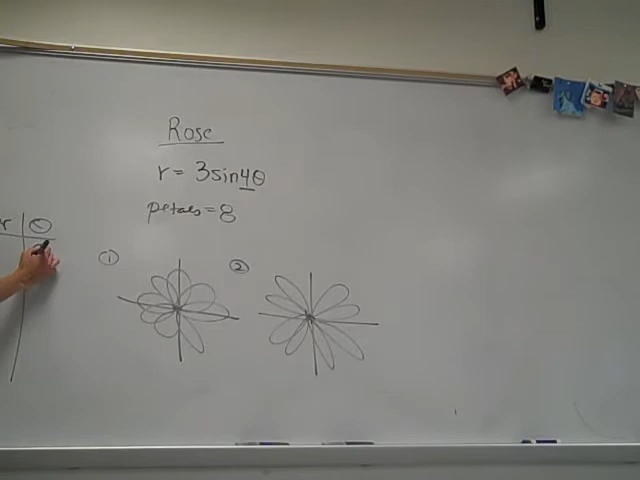 Rose
r = 3sin4θ
petals = 8
r θ
① ②